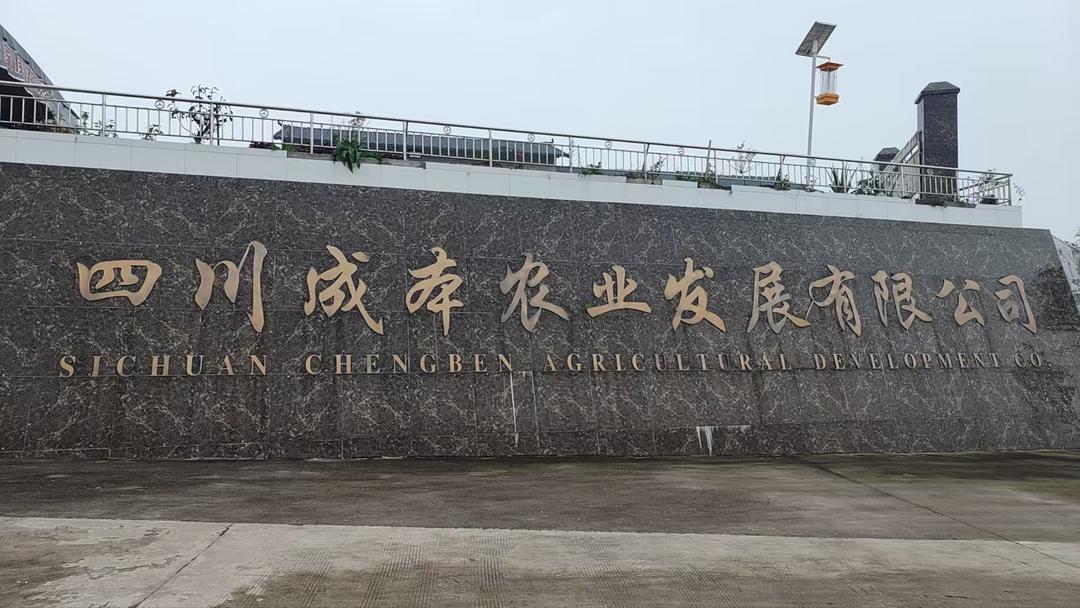 四川成本农业发展有限公司
SICHUAN CHENGBEN AGRICULTURAL DEVELOPMENT CO.